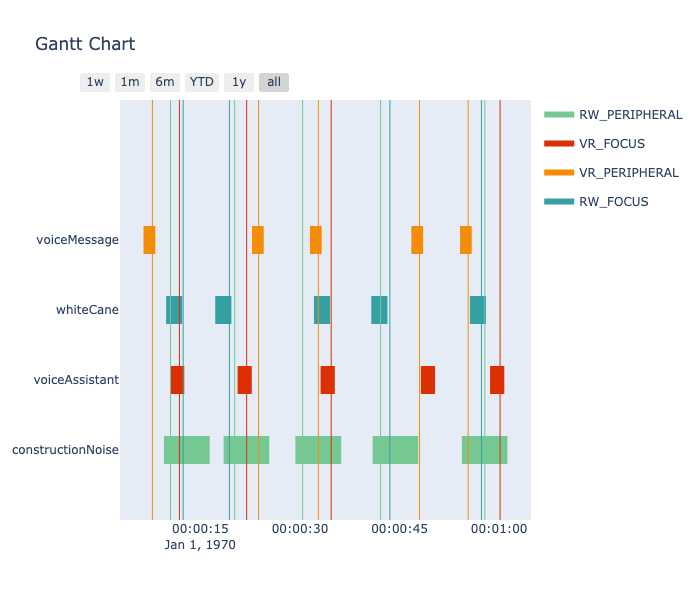 Gantt Chart
1w 1m 6m YTD 1y all
RW_PERIPHERAL
VR_FOCUS
VR_PERIPHERAL
RW_FOCUS
voiceMessage
whiteCane
voiceAssistant
constructionNoise
00:00:15 00:00:30 00:00:45 00:01:00
Jan 1, 1970